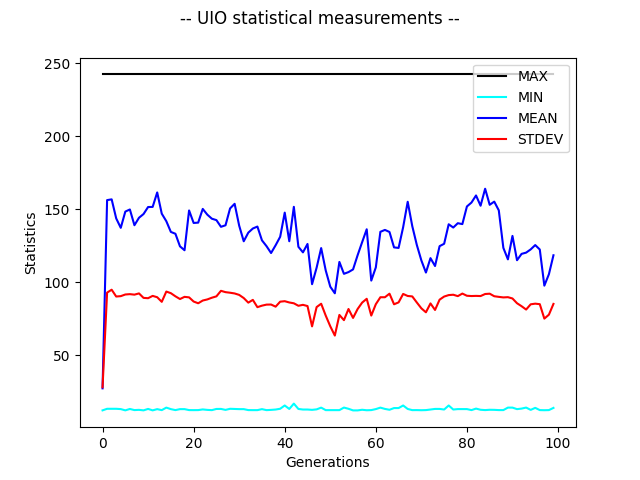 -- UIO statistical measurements --
250
200
150
100
50
Statistics
MAX
MIN
MEAN
STDEV
0 20 40 60 80 100
Generations